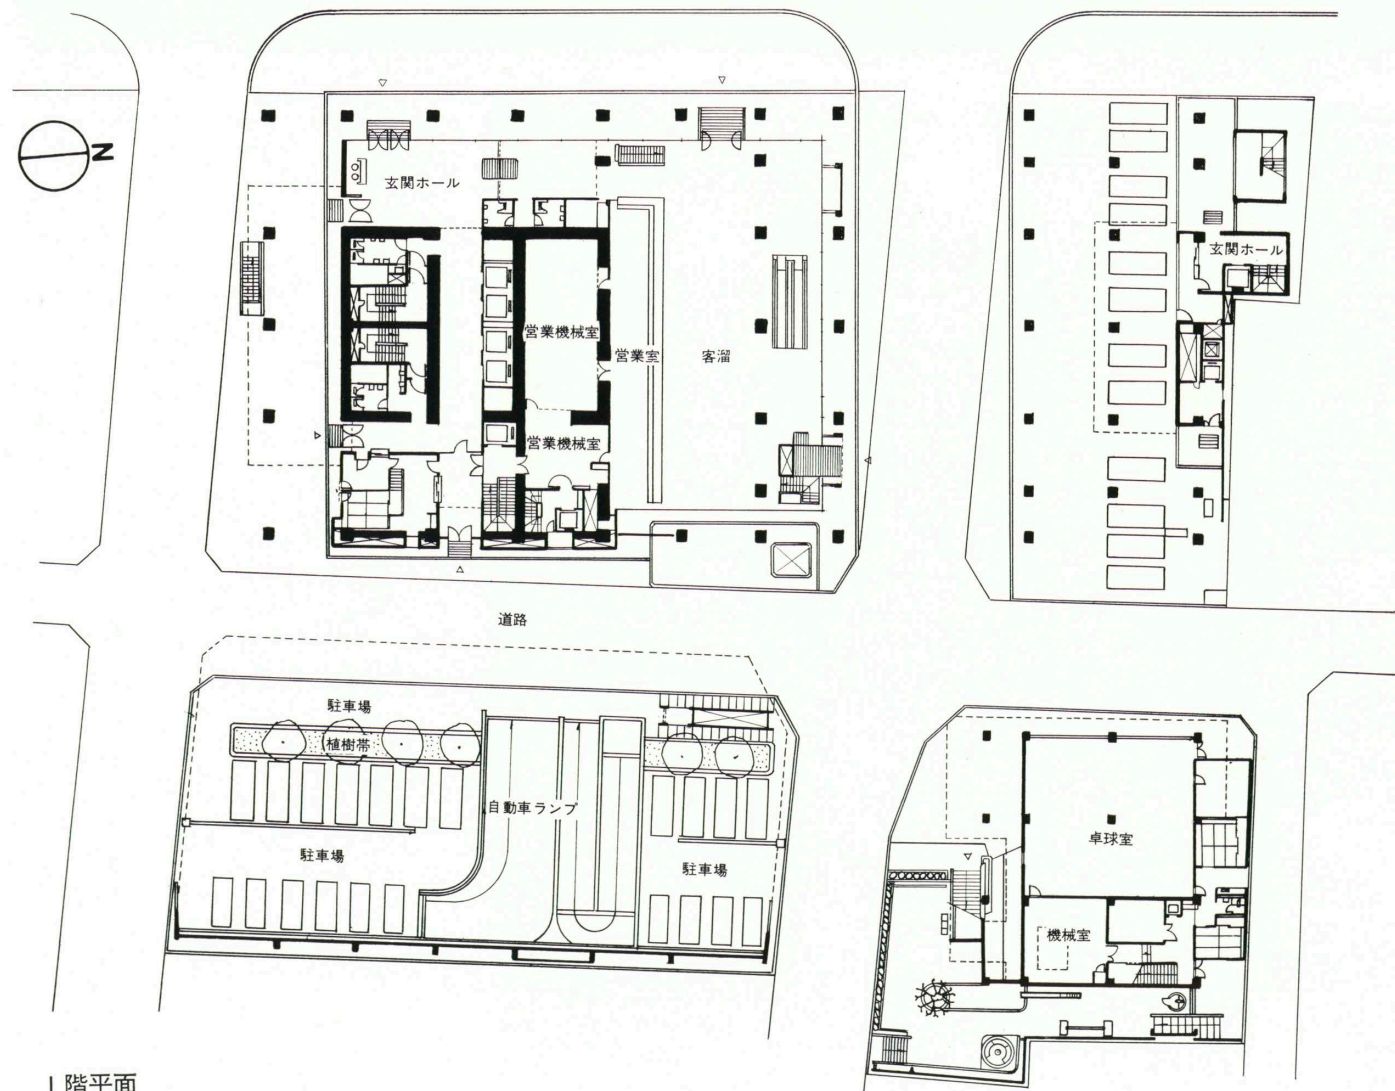 N
玄関ホール
玄関ホール
営業機械室
営業室
客溜
営業機械室
道路
駐車場
植樹帯
自動車ランプ
駐車場
駐車場
卓球室
機械室
1階平面